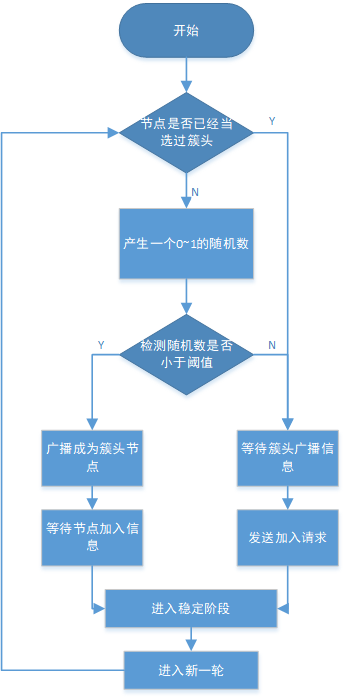 开始
节点是否已经当
选过簇头
Y
N
产生一个0~1的随机数
检测随机数是否
小于阈值
Y
N
广播成为簇头节
点
等待簇头广播信
息
等待节点加入信
息
发送加入请求
进入稳定阶段
进入新一轮